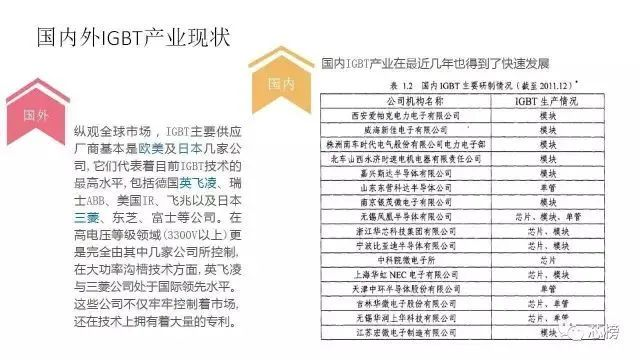 国内外IGBT产业现状
国外
纵观全球市场，IGBT主要供应
厂商基本是欧美及日本几家公
司，它们代表着目前IGBT技术的
最高水平，包括德国英飞凌、瑞
士ABB、美国IR、飞兆以及日本
三菱、东芝、富士等公司。在
高电压等级领域(3300V以上)更
是完全由其中几家公司所控制，
在大功率沟槽技术方面，英飞凌
与三菱公司处于国际领先水平。
这些公司不仅牢牢控制着市场，
还在技术上拥有着大量的专利。
国内
国内IGBT产业在最近几年也得到了快速发展
表 1.2 国内IGBT主要研制情况（截至2011.12）
公司机构名称 IGBT 生产情况
西安爱帕克电力电子有限公司 模块
威海新佳电子有限公司 模块
株洲南车时代电气股份有限公司电力电子部 模块
北车山西永济时速电机电器有限责任公司 模块
嘉兴斯达半导体有限公司 模块
山东东营科达半导体公司 单管
南京银茂微电子有限公司 模块
无锡凤凰半导体有限公司 芯片、模块、单管
浙江华芯科技集团有限公司 芯片、模块
宁波比亚迪半导体有限公司 芯片、模块
中科院微电子所 芯片
上海华虹 NEC 电子有限公司 芯片、模块
天津中环半导体股份有限公司 单管
吉林华微电子股份有限公司 芯片、单管
无锡华润上华科技有限公司 芯片、单管
江苏宏微电子制造有限公司 模块
芯榜